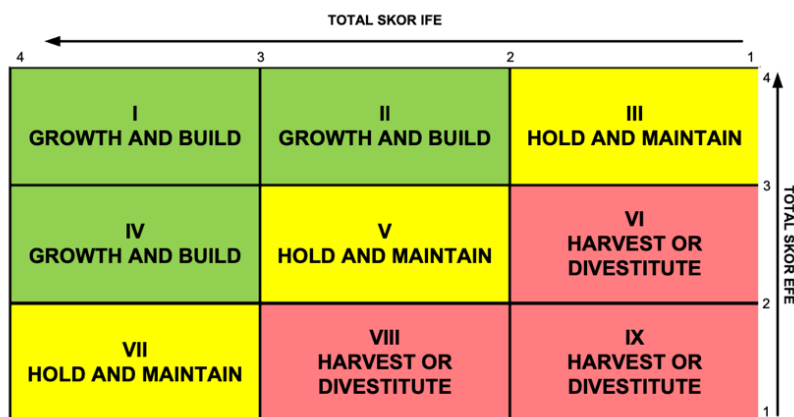 TOTAL SKOR IFE
4 3 2 1
4
I
GROWTH AND BUILD
II
GROWTH AND BUILD
III
HOLD AND MAINTAIN
3
IV
GROWTH AND BUILD
V
HOLD AND MAINTAIN
VI
HARVEST OR
DIVESTITUTE
TOTAL SKOR EFE
2
VII
HOLD AND MAINTAIN
VIII
HARVEST OR
DIVESTITUTE
IX
HARVEST OR
DIVESTITUTE
1